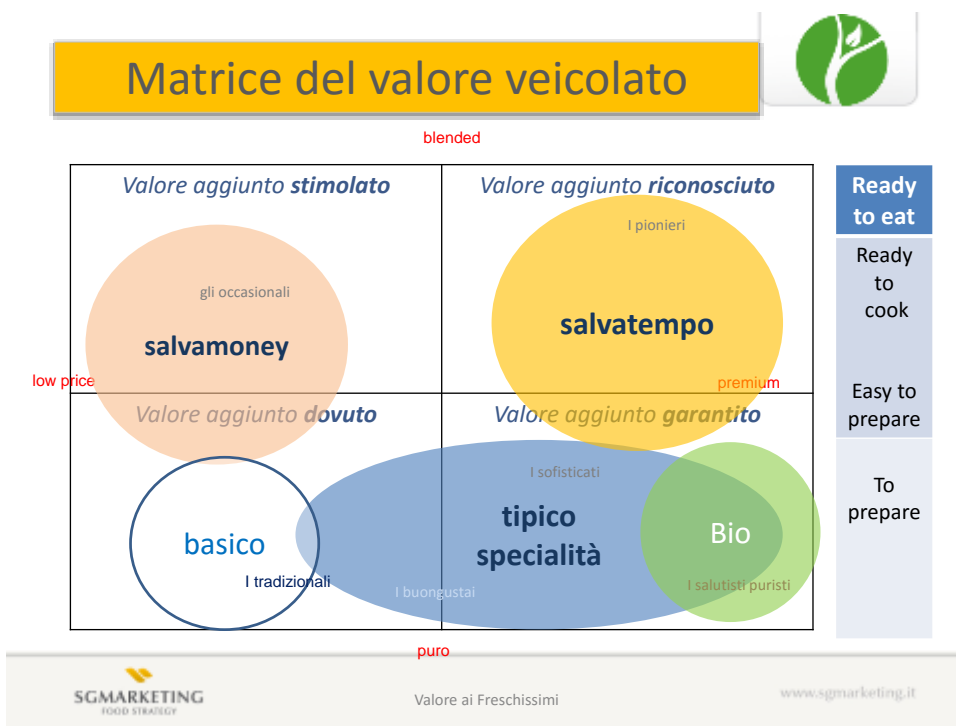 Matrice del valore veicolato
blended
Valore aggiunto stimolato
Valore aggiunto riconosciuto
I pionieri
gli occasionali
salvamoney
salvatempo
low price
premium
Valore aggiunto dovuto
Valore aggiunto garantito
I sofisticati
tipico
specialità
basico
Bio
I tradizionali
I buongustai
I salutisti puristi
puro
Ready
to eat
Ready
to
cook
Easy to
prepare
To
prepare
SGMARKETING
FOOD STRATEGY
Valore ai Freschissimi
www.sgmarketing.it